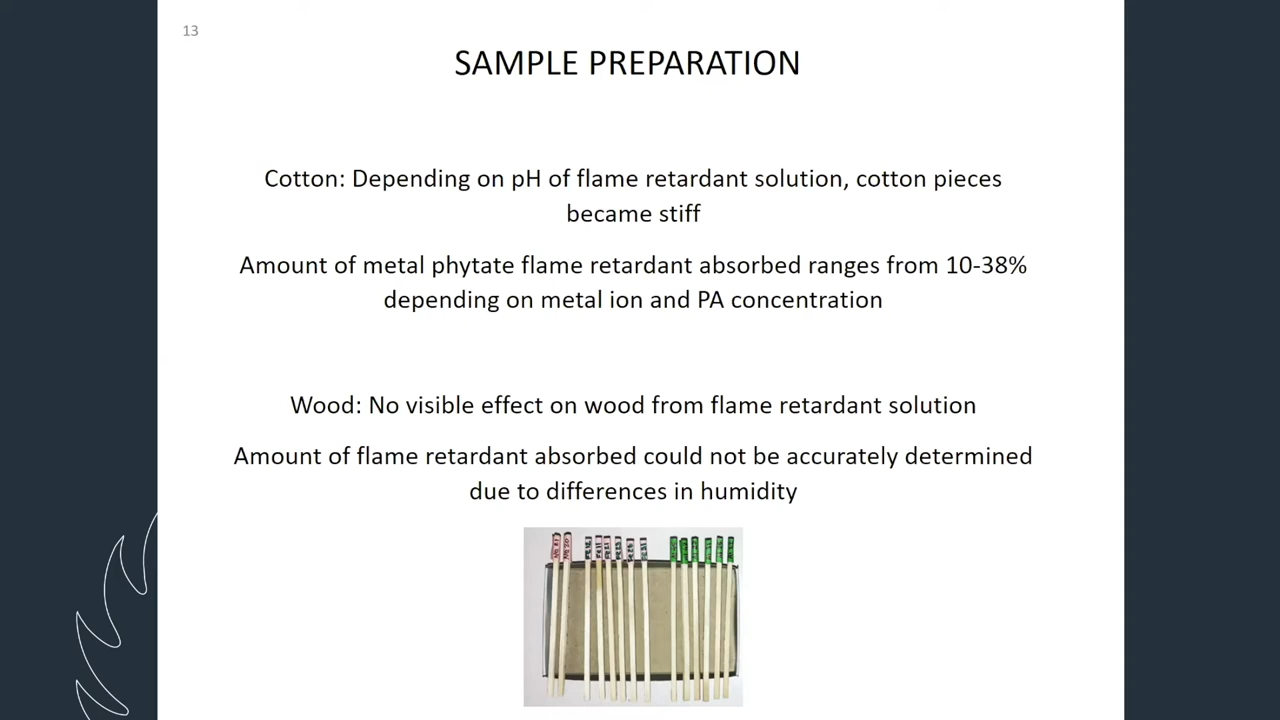 13
SAMPLE PREPARATION
Cotton: Depending on pH of flame retardant solution, cotton pieces
became stiff
Amount of metal phytate flame retardant absorbed ranges from 10-38%
depending on metal ion and PA concentration
Wood: No visible effect on wood from flame retardant solution
Amount of flame retardant absorbed could not be accurately determined
due to differences in humidity